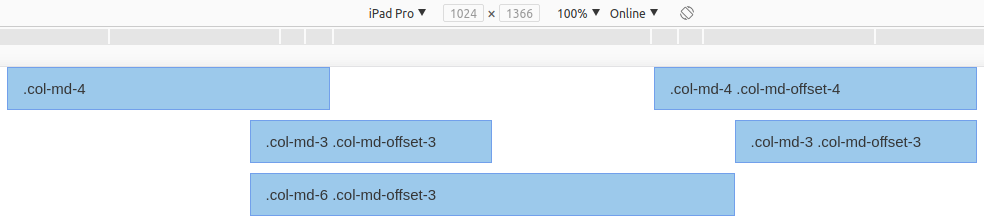 iPad Pro ▼ 1024 × 1366 100% ▼ Online ▼
.col-md-4 .col-md-4 .col-md-offset-4
.col-md-3 .col-md-offset-3 .col-md-3 .col-md-offset-3
.col-md-6 .col-md-offset-3